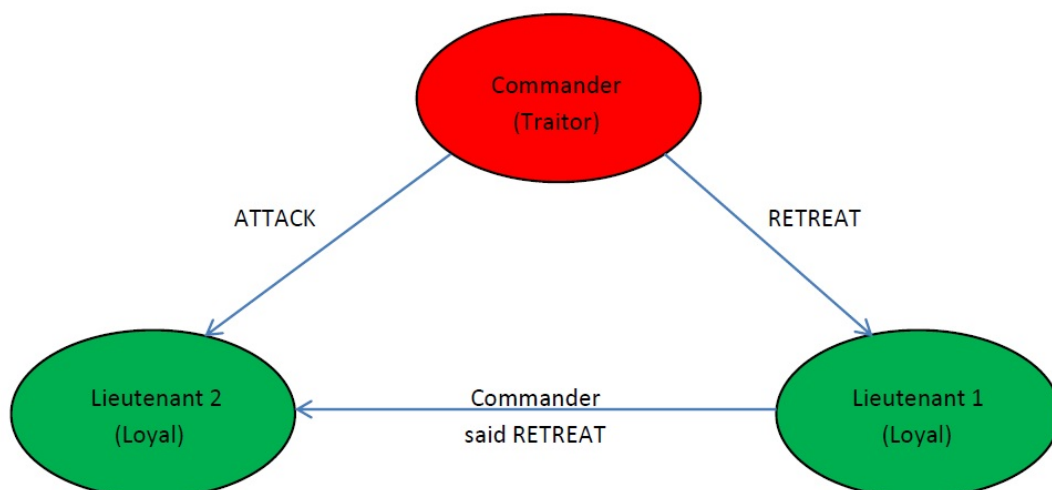 Commander
(Traitor)
ATTACK
RETREAT
Lieutenant 2
(Loyal)
Commander
said RETREAT
Lieutenant 1
(Loyal)